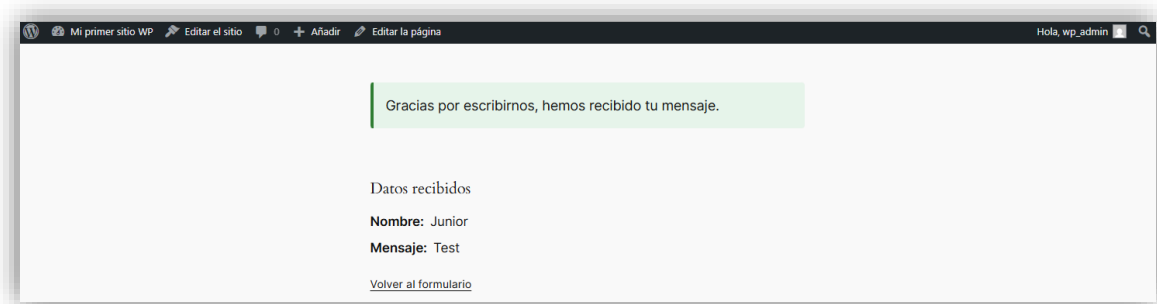 Mi primer sitio WP Editar el sitio 0 Añadir Editar la página Hola, wp_admin
Gracias por escribirnos, hemos recibido tu mensaje.
Datos recibidos
Nombre: Junior
Mensaje: Test
Volver al formulario